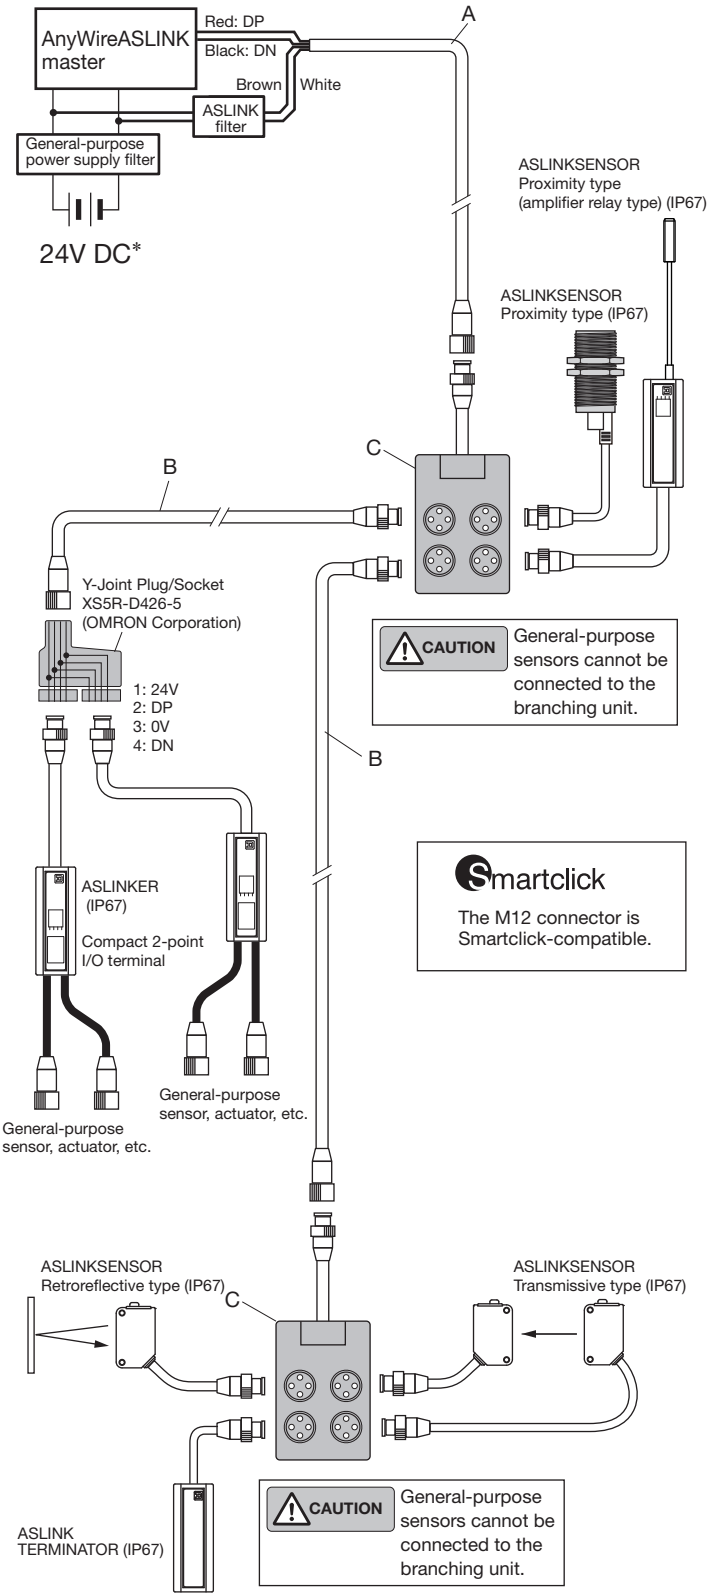 A
Red: DP
AnyWireASLINK
master
Black: DN
Brown
White
ASLINK
filter
General-purpose
power supply filter
24V DC*
ASLINKSENSOR
Proximity type
(amplifier relay type) (IP67)
ASLINKSENSOR
Proximity type (IP67)
C
B
Y-Joint Plug/Socket
XS5R-D426-5
(OMRON Corporation)
1: 24V
2: DP
3: 0V
4: DN
CAUTION
General-purpose
sensors cannot be
connected to the
branching unit.
B
Smartclick
The M12 connector is
Smartclick-compatible.
ASLINKER
(IP67)
Compact 2-point
I/O terminal
General-purpose
sensor, actuator, etc.
General-purpose
sensor, actuator, etc.
ASLINKSENSOR
Retroreflective type (IP67)
C
ASLINKSENSOR
Transmissive type (IP67)
ASLINK
TERMINATOR (IP67)
CAUTION
General-purpose
sensors cannot be
connected to the
branching unit.